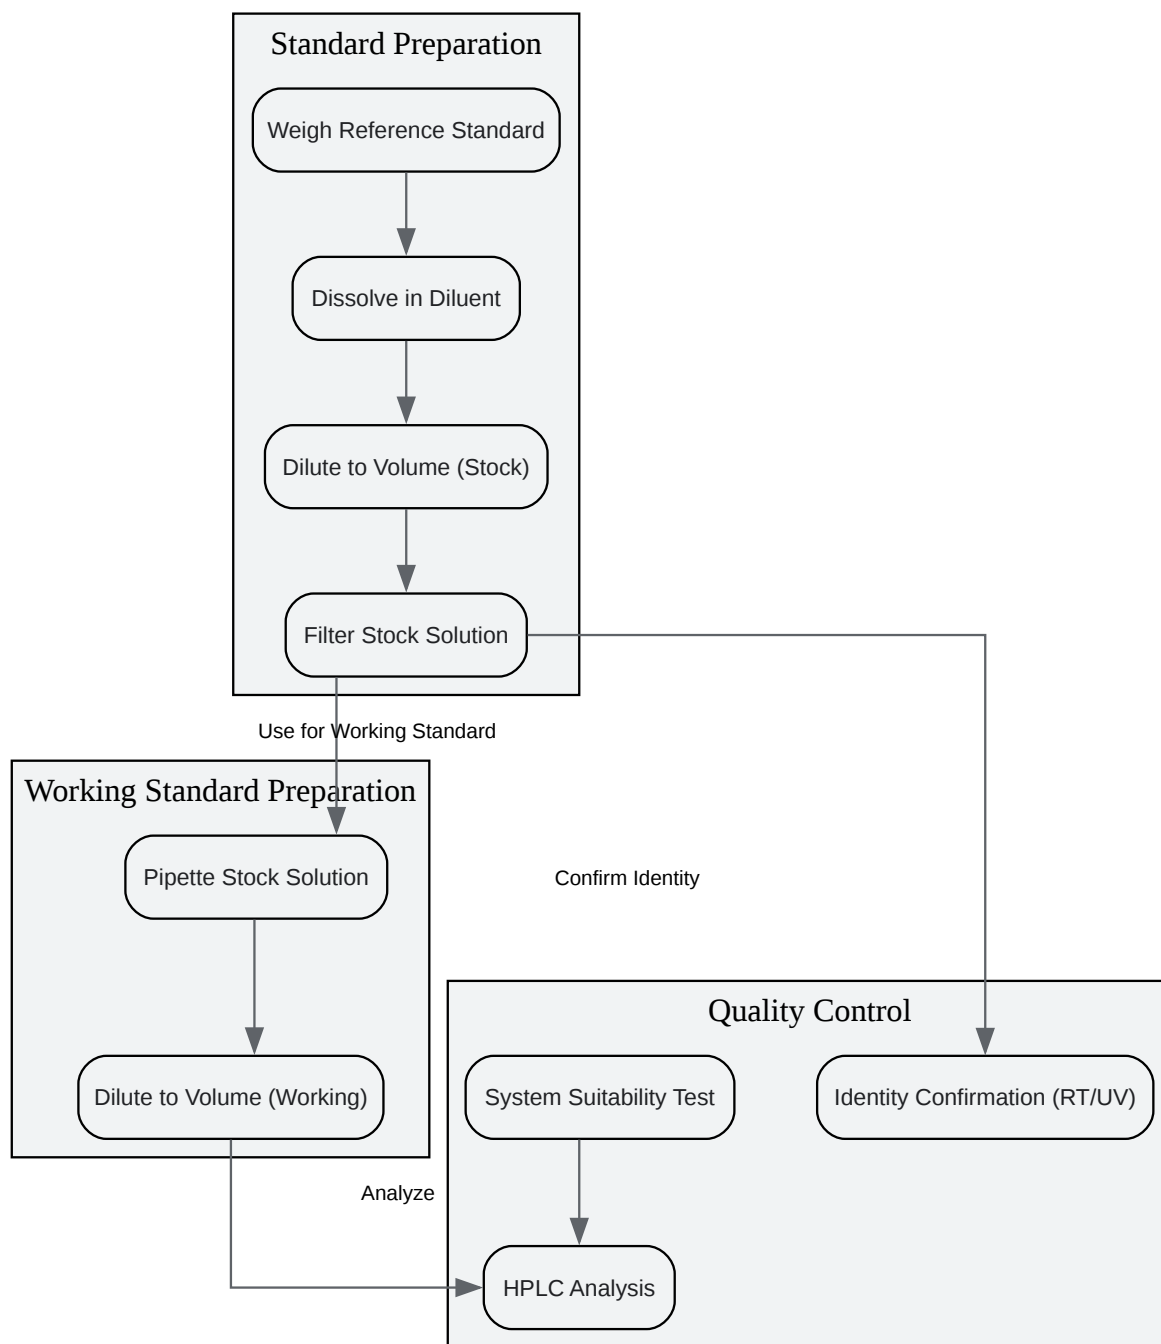 Standard Preparation
Weigh Reference Standard
Dissolve in Diluent
Dilute to Volume (Stock)
Filter Stock Solution
Use for Working Standard
Working Standard Preparation
Pipette Stock Solution
Confirm Identity
Quality Control
Dilute to Volume (Working)
System Suitability Test
Identity Confirmation (RT/UV)
Analyze
HPLC Analysis